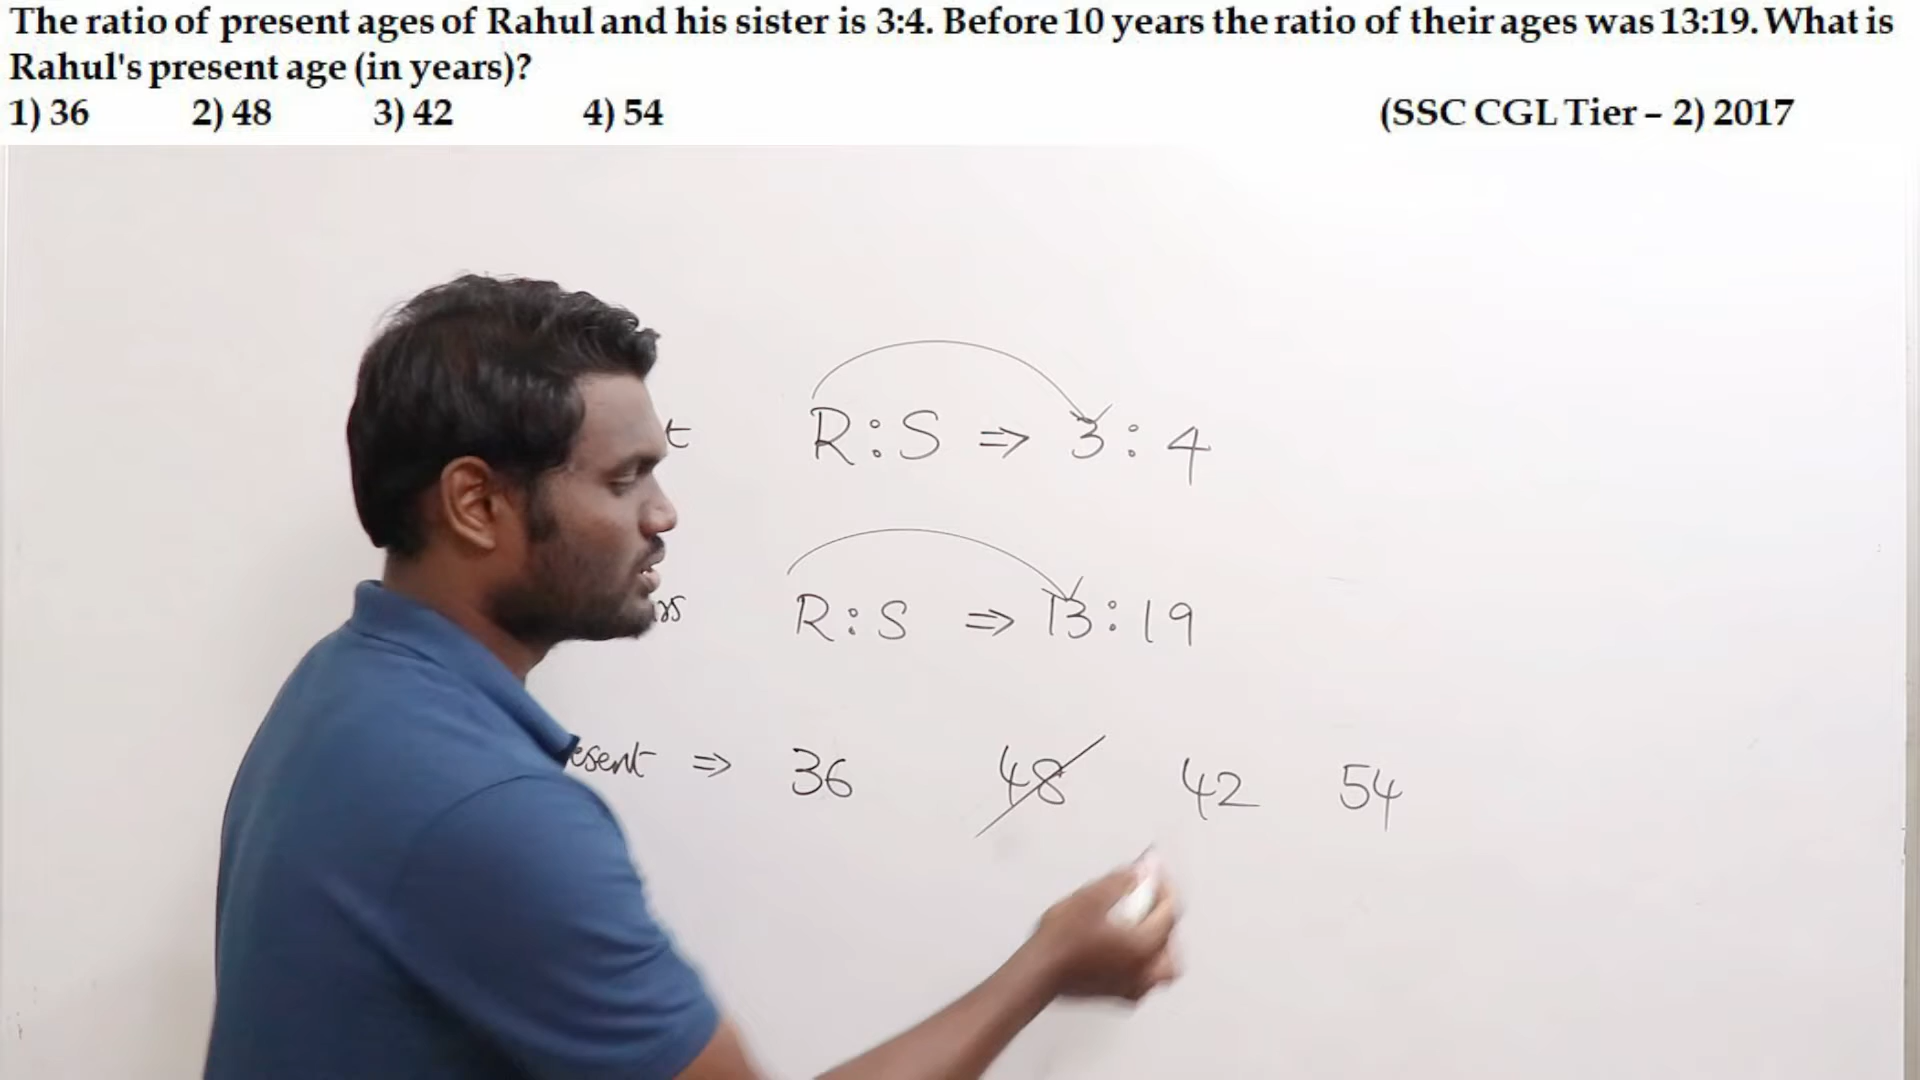 The ratio of present ages of Rahul and his sister is 3:4. Before 10 years the ratio of their ages was 13:19. What is
Rahul's present age (in years)?
1) 36 2) 48 3) 42 4) 54 (SSC CGL Tier – 2) 2017
R:S ⇒ 3:4
R:S ⇒ 13:19
⇒ 36 48 42 54